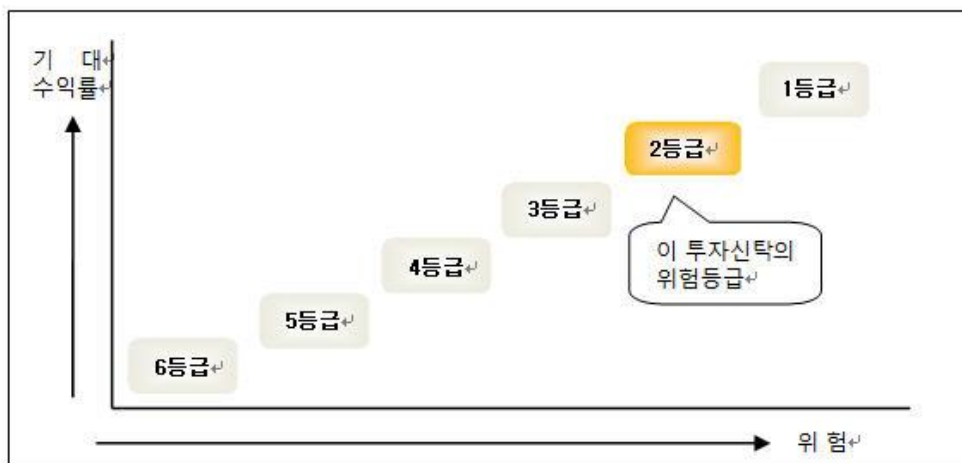 기 대
수익률
1등급
2등급
3등급
이 투자신탁의
위험등급
4등급
5등급
6등급
위 험